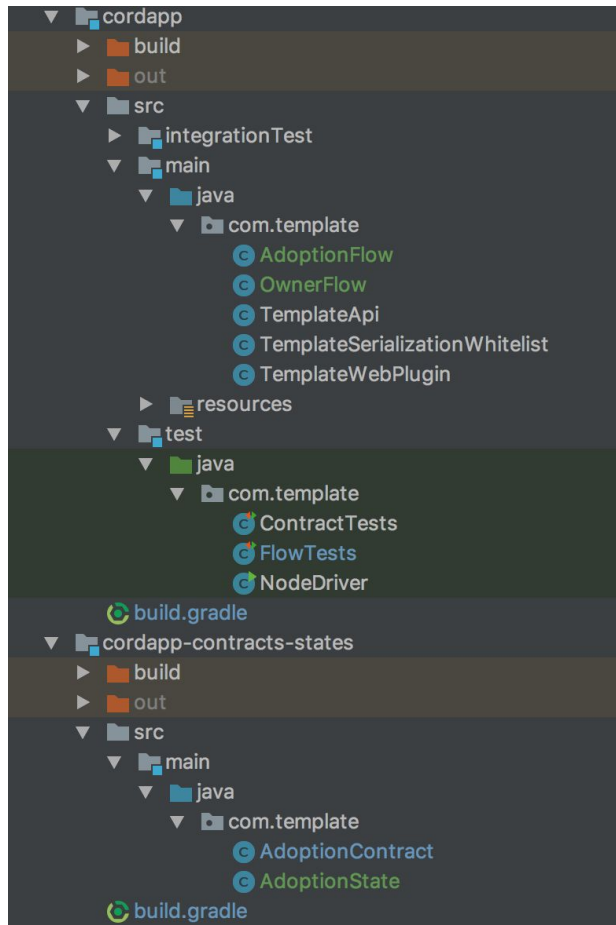 cordapp
build
out
src
integrationTest
main
java
com.template
C AdoptionFlow
C OwnerFlow
C TemplateApi
C TemplateSerializationWhitelist
C TemplateWebPlugin
resources
test
java
com.template
C ContractTests
C FlowTests
C NodeDriver
build.gradle
cordapp-contracts-states
build
out
src
main
java
com.template
C AdoptionContract
C AdoptionState
build.gradle